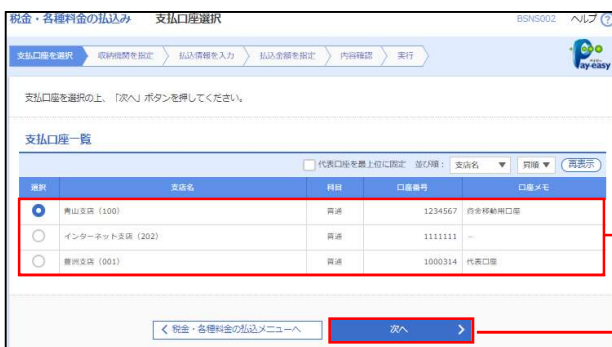 税金・各種料金の払込み 支払口座選択 BSNS002 ヘルプ ?
支払口座を選択 収納機関を指定 払込情報を入力 払込金額を指定 内容確認 実行
Pay-easy
支払口座を選択の上、「次へ」ボタンを押してください。
支払口座一覧
代表口座を最上位に固定 並び順： 支店名 ▼ 昇順 ▼ 再表示
選択 支店名 科目 口座番号 口座メモ
青山支店（100） 普通 1234567 資金移動用口座
インターネット支店（202） 普通 1111111 －
豊洲支店（001） 普通 1000314 代表口座
く 税金・各種料金の払込メニューへ 次へ >